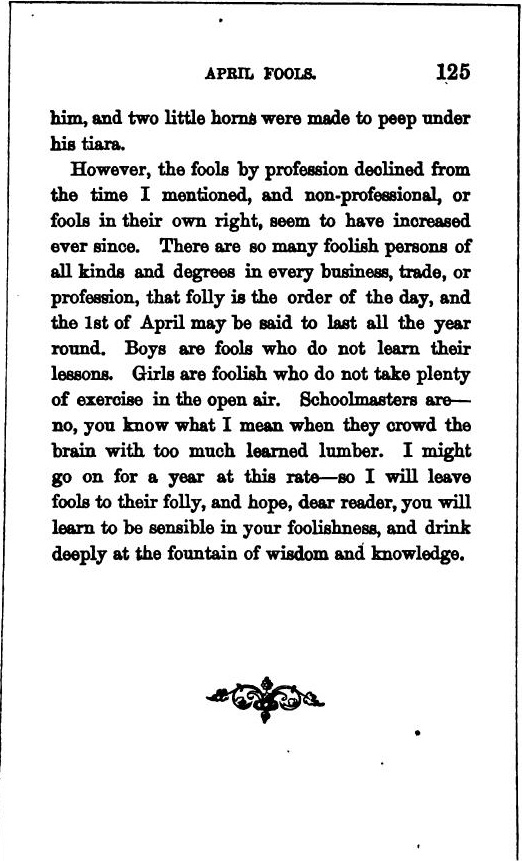 APRIL FOOLS. 125
him, and two little horns were made to peep under
his tiara.
However, the fools by profession declined from
the time I mentioned, and non-professional, or
fools in their own right, seem to have increased
ever since. There are so many foolish persons of
all kinds and degrees in every business, trade, or
profession, that folly is the order of the day, and
the 1st of April may be said to last all the year
round. Boys are fools who do not learn their
lessons. Girls are foolish who do not take plenty
of exercise in the open air. Schoolmasters are—
no, you know what I mean when they crowd the
brain with too much learned lumber. I might
go on for a year at this rate—so I will leave
fools to their folly, and hope, dear reader, you will
learn to be sensible in your foolishness, and drink
deeply at the fountain of wisdom and knowledge.